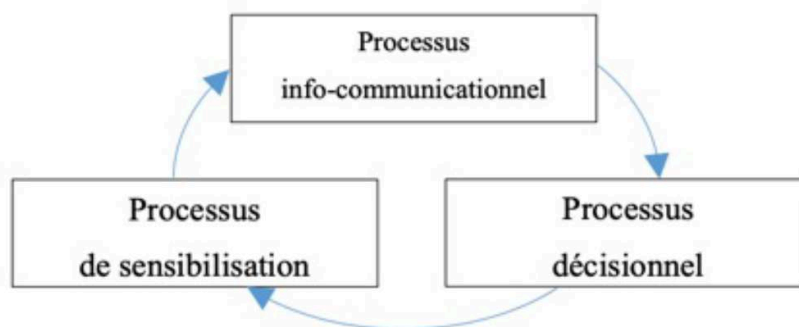 Processus
info-communicationnel
Processus
de sensibilisation
Processus
décisionnel